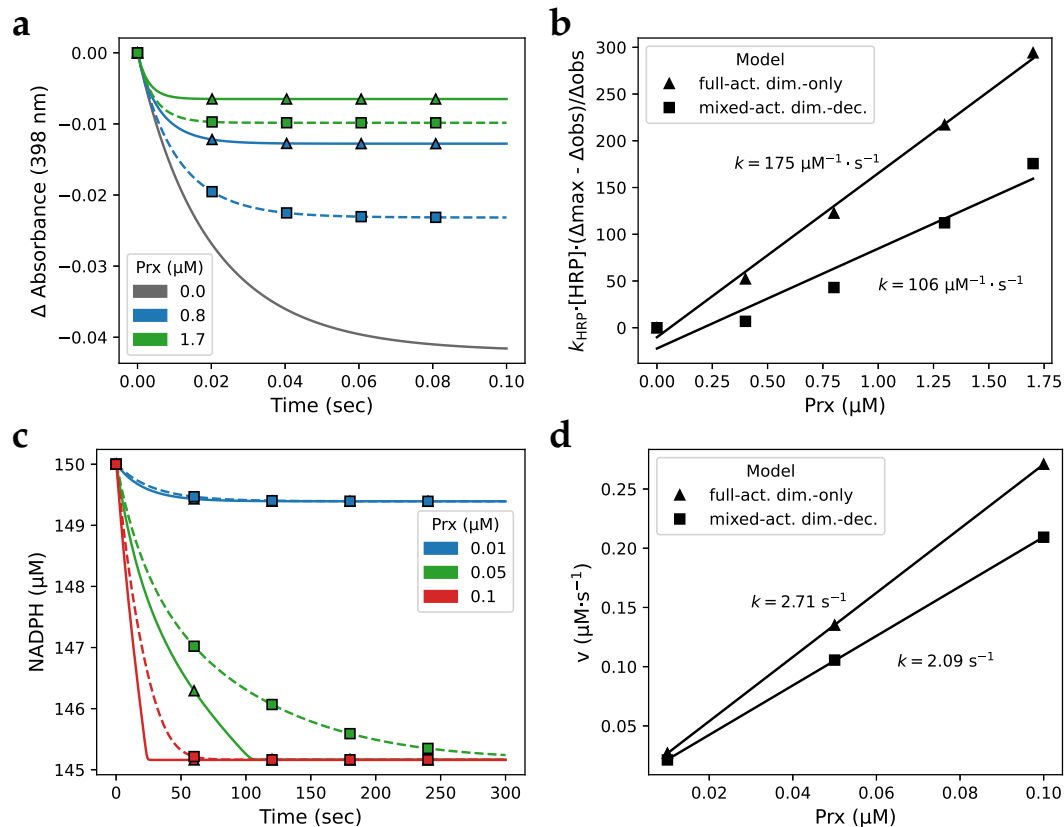 a
0.00
−0.01
−0.02
−0.03
−0.04
Δ Absorbance (398 nm)
Prx (μM)
0.0
0.8
1.7
0.00
0.02
0.04
0.06
0.08
0.10
Time (sec)
b
300
250
200
150
100
50
0
k_HRP·[HRP]·(Δmax - Δobs)/Δobs
Model
full-act. dim.-only
mixed-act. dim.-dec.
k = 175 μM⁻¹·s⁻¹
k = 106 μM⁻¹·s⁻¹
0.00
0.25
0.50
0.75
1.00
1.25
1.50
1.75
Prx (μM)
c
150
149
148
147
146
145
NADPH (μM)
Prx (μM)
0.01
0.05
0.1
0
50
100
150
200
250
300
Time (sec)
d
0.25
0.20
0.15
0.10
0.05
v (μM·s⁻¹)
Model
full-act. dim.-only
mixed-act. dim.-dec.
k = 2.71 s⁻¹
k = 2.09 s⁻¹
0.02
0.04
0.06
0.08
0.10
Prx (μM)